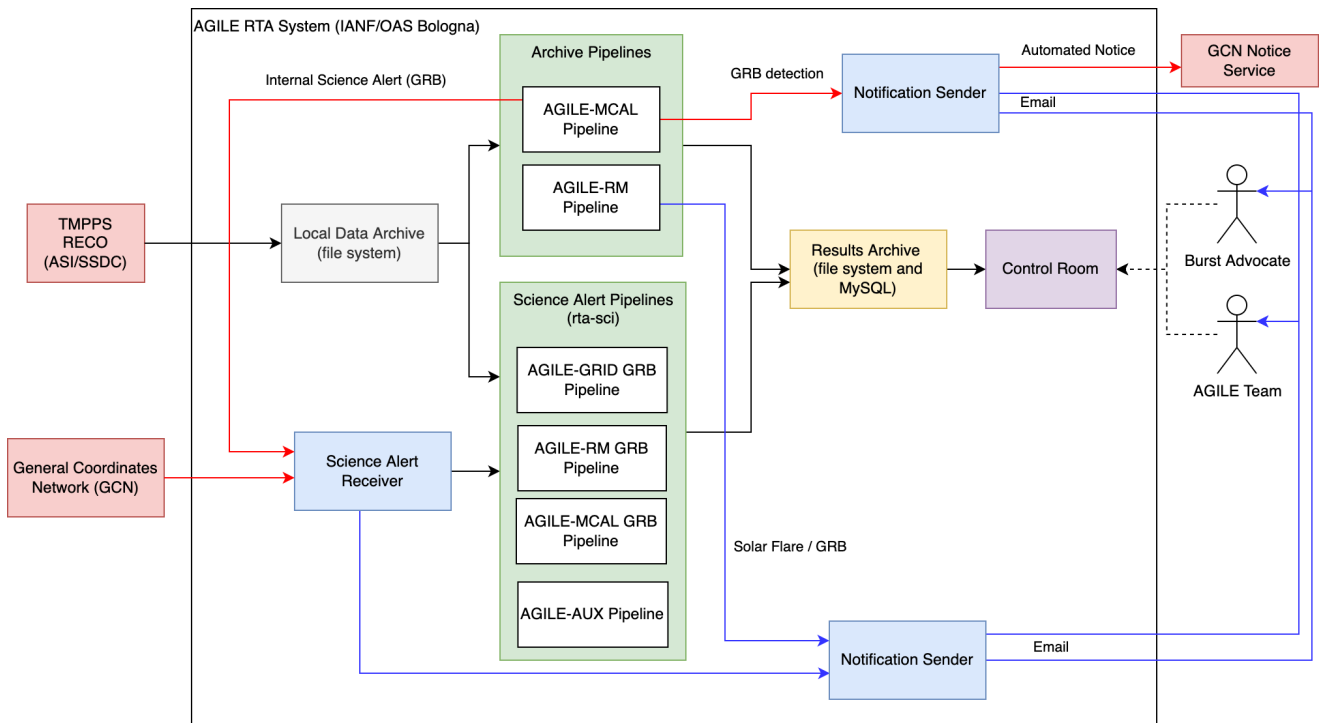 AGILE RTA System (IANF/OAS Bologna)
Archive Pipelines
Internal Science Alert (GRB)
AGILE-MCAL
Pipeline
AGILE-RM
Pipeline
GRB detection
Notification Sender
Automated Notice
Email
GCN Notice
Service
TMPPS
RECO
(ASI/SSDC)
Local Data Archive
(file system)
Results Archive
(file system and
MySQL)
Control Room
Burst Advocate
AGILE Team
Science Alert Pipelines
(rta-sci)
AGILE-GRID GRB
Pipeline
AGILE-RM GRB
Pipeline
AGILE-MCAL GRB
Pipeline
AGILE-AUX Pipeline
General Coordinates
Network (GCN)
Science Alert
Receiver
Solar Flare / GRB
Notification Sender
Email